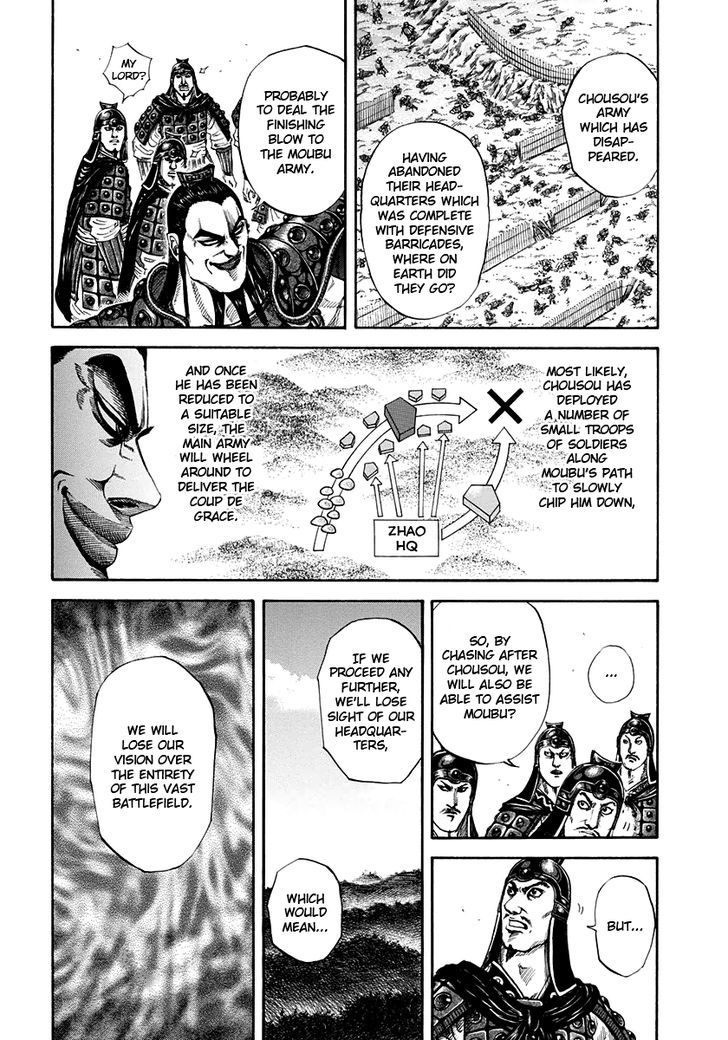 CHOUSOU'S
ARMY
WHICH HAS
DISAP-
PEARED.
HAVING
ABANDONED
THEIR HEAD-
QUARTERS WHICH
WAS COMPLETE
WITH DEFENSIVE
BARRICADES,
WHERE ON
EARTH DID
THEY GO?
PROBABLY
TO DEAL THE
FINISHING
BLOW TO
THE MOUBU
ARMY.
MY
LORD?
MOST LIKELY,
CHOUSOU HAS
DEPLOYED
A NUMBER OF
SMALL TROOPS
OF SOLDIERS
ALONG
MOUBU'S PATH
TO SLOWLY
CHIP HIM DOWN,
ZHAO
HQ
AND ONCE
HE HAS BEEN
REDUCED TO
A SUITABLE
SIZE, THE
MAIN ARMY
WILL WHEEL
AROUND TO
DELIVER THE
COUP DE
GRACE.
...
SO, BY
CHASING AFTER
CHOUSOU, WE
WILL ALSO BE
ABLE TO ASSIST
MOUBU?
BUT...
IF WE
PROCEED ANY
FURTHER,
WE'LL LOSE
SIGHT OF OUR
HEADQUAR-
TERS,
WHICH
WOULD
MEAN...
WE WILL
LOSE OUR
VISION OVER
THE ENTIRETY
OF THIS VAST
BATTLEFIELD.